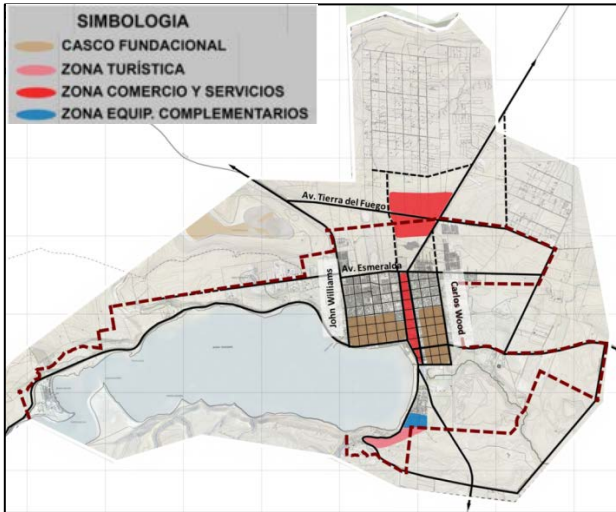 SIMBOLOGIA
CASCO FUNDACIONAL
ZONA TURÍSTICA
ZONA COMERCIO Y SERVICIOS
ZONA EQUIP. COMPLEMENTARIOS
Av. Tierra del Fuego
Av. Esmeralda
John Williams
Carlos Wood